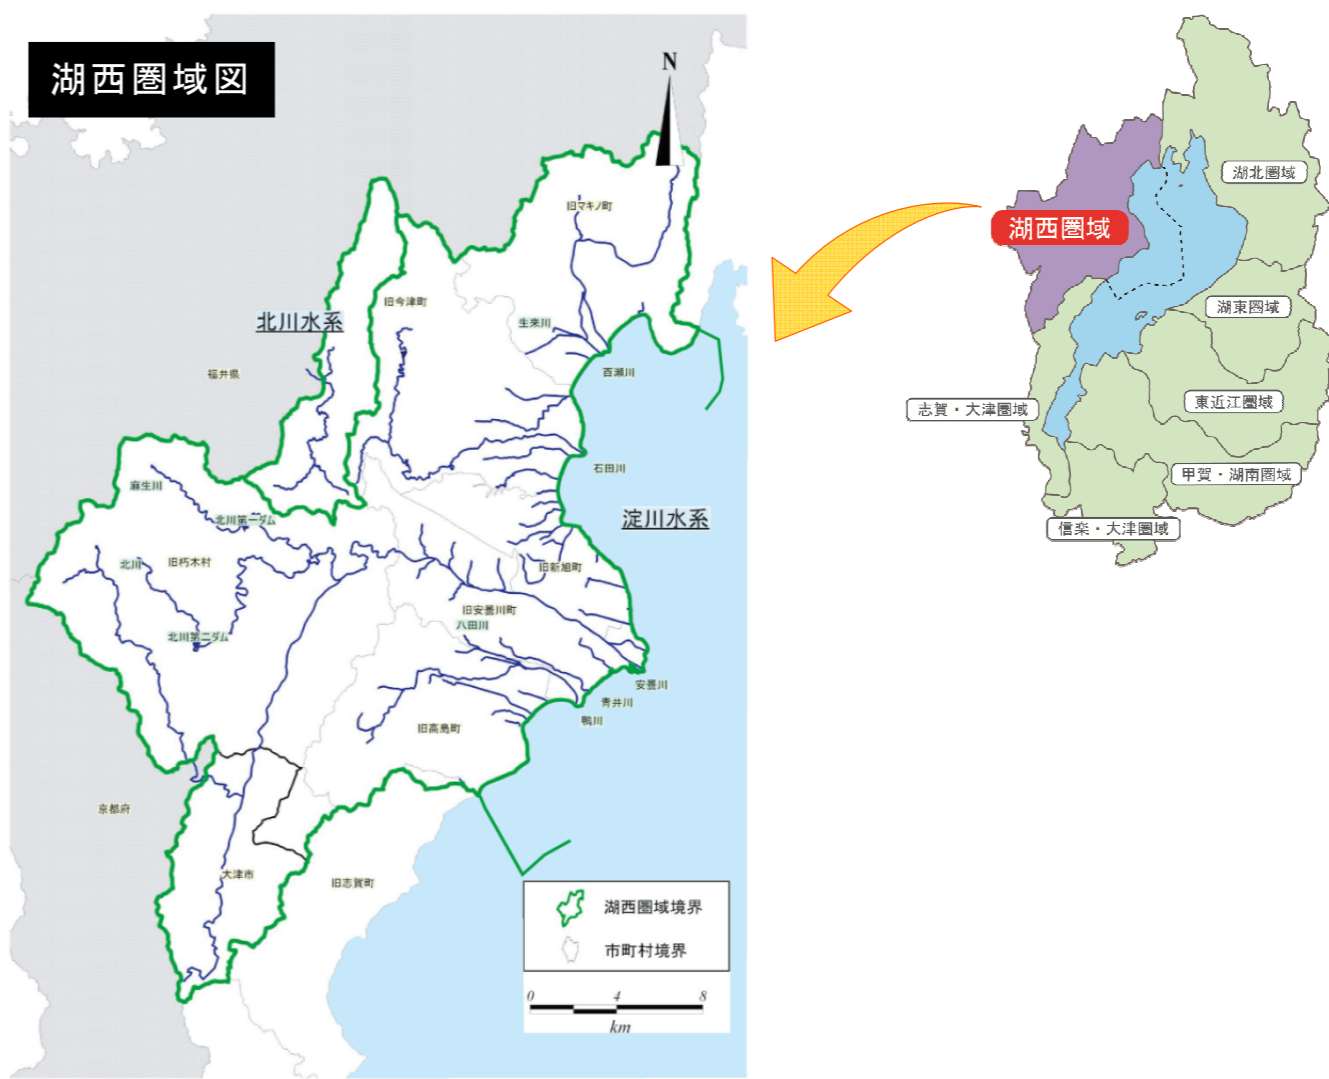 湖西圏域図
N
旧マキノ町
旧今津町
北川水系
生来川
福井県
百瀬川
石田川
麻生川
北川第一ダム
淀川水系
北川
旧朽木村
旧新旭町
旧安曇川町
八田川
北川第二ダム
安曇川
青井川
鴨川
旧高島町
京都府
大津市
旧志賀町
湖西圏域境界
市町村境界
0 4 8
km
湖北圏域
湖西圏域
湖東圏域
東近江圏域
志賀・大津圏域
甲賀・湖南圏域
信楽・大津圏域